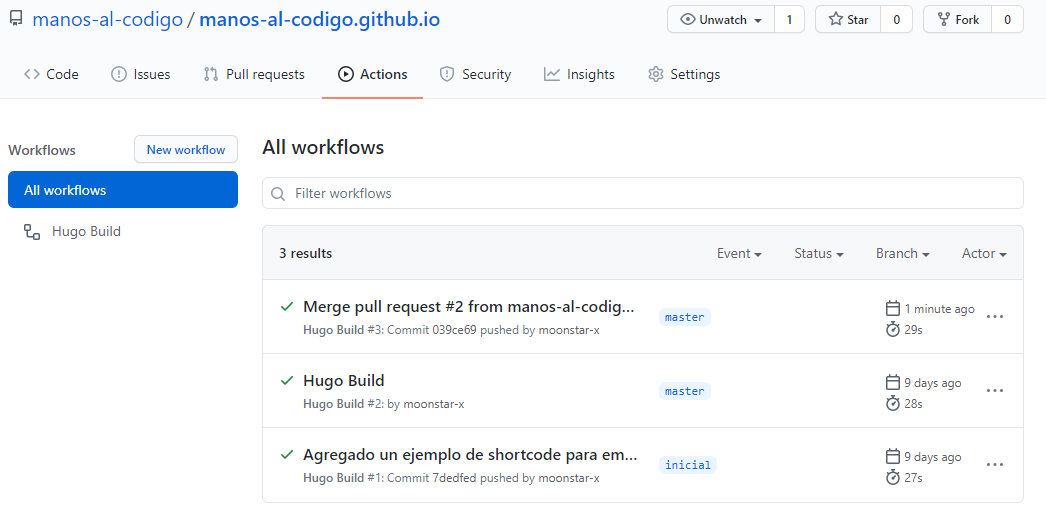 manos-al-codigo / manos-al-codigo.github.io
Unwatch 1
Star 0
Fork 0
Code Issues Pull requests Actions Security Insights Settings
Workflows
New workflow
All workflows
Hugo Build
All workflows
Filter workflows
3 results
Event Status Branch Actor
Merge pull request #2 from manos-al-codig...
Hugo Build #3: Commit 039ce69 pushed by moonstar-x
master
1 minute ago
29s
Hugo Build
Hugo Build #2: by moonstar-x
master
9 days ago
28s
Agregado un ejemplo de shortcode para em...
Hugo Build #1: Commit 7dedfed pushed by moonstar-x
inicial
9 days ago
27s